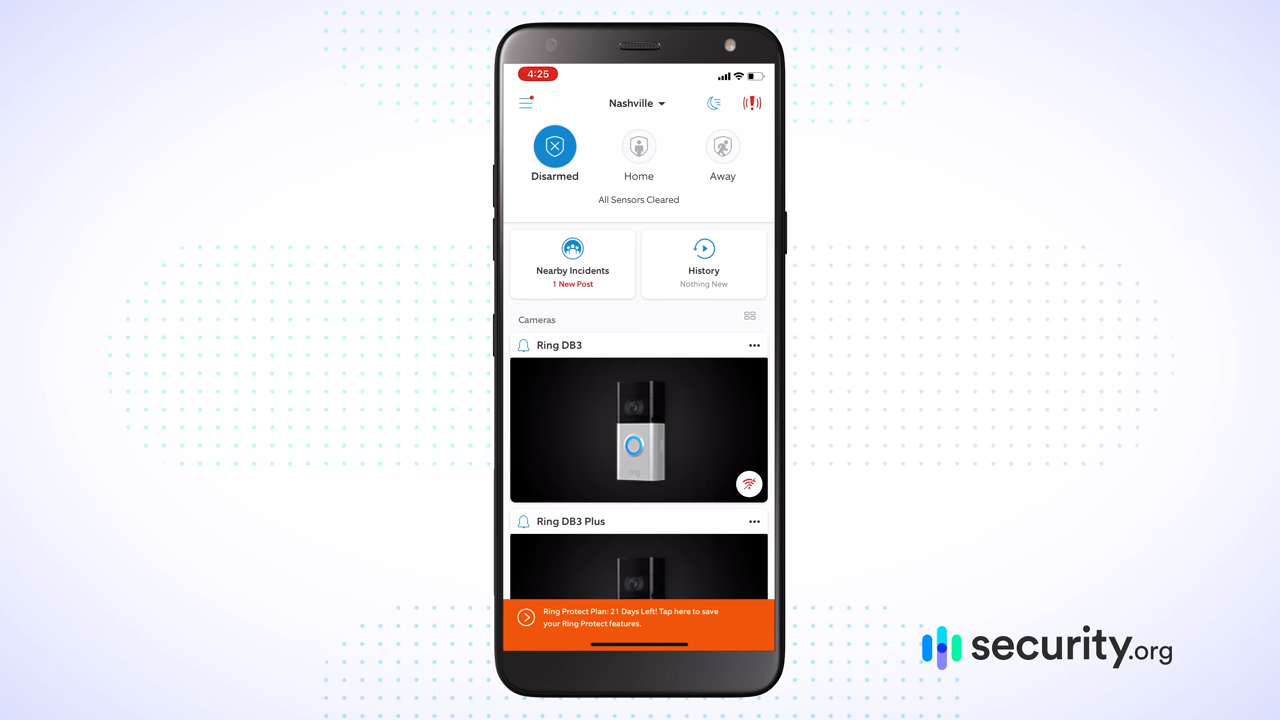 4:25
Nashville
Disarmed
Home
Away
All Sensors Cleared
Nearby Incidents
1 New Post
History
Nothing New
Cameras
Ring DB3
ring
Ring DB3 Plus
Ring Protect Plan: 21 Days Left! Tap here to save
your Ring Protect features.
security.org